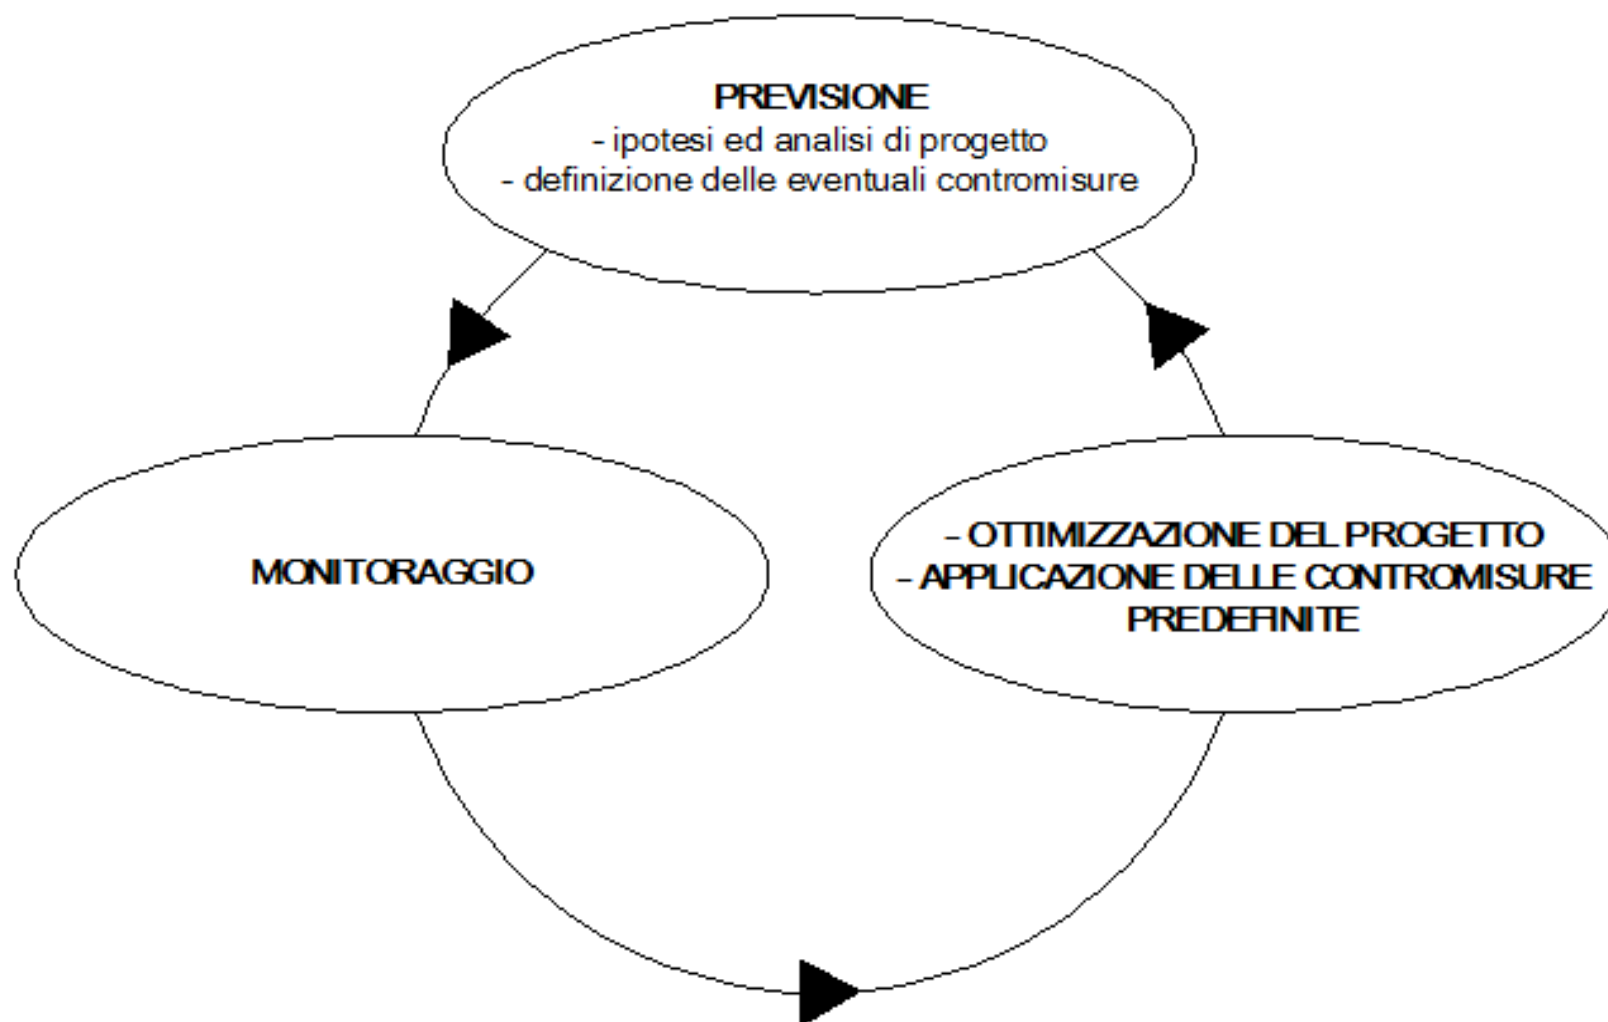 PREVISIONE
- ipotesi ed analisi di progetto
- definizione delle eventuali contromisure
MONITORAGGIO
- OTTIMIZZAZIONE DEL PROGETTO
- APPLICAZIONE DELLE CONTROMISURE
PREDEFINITE